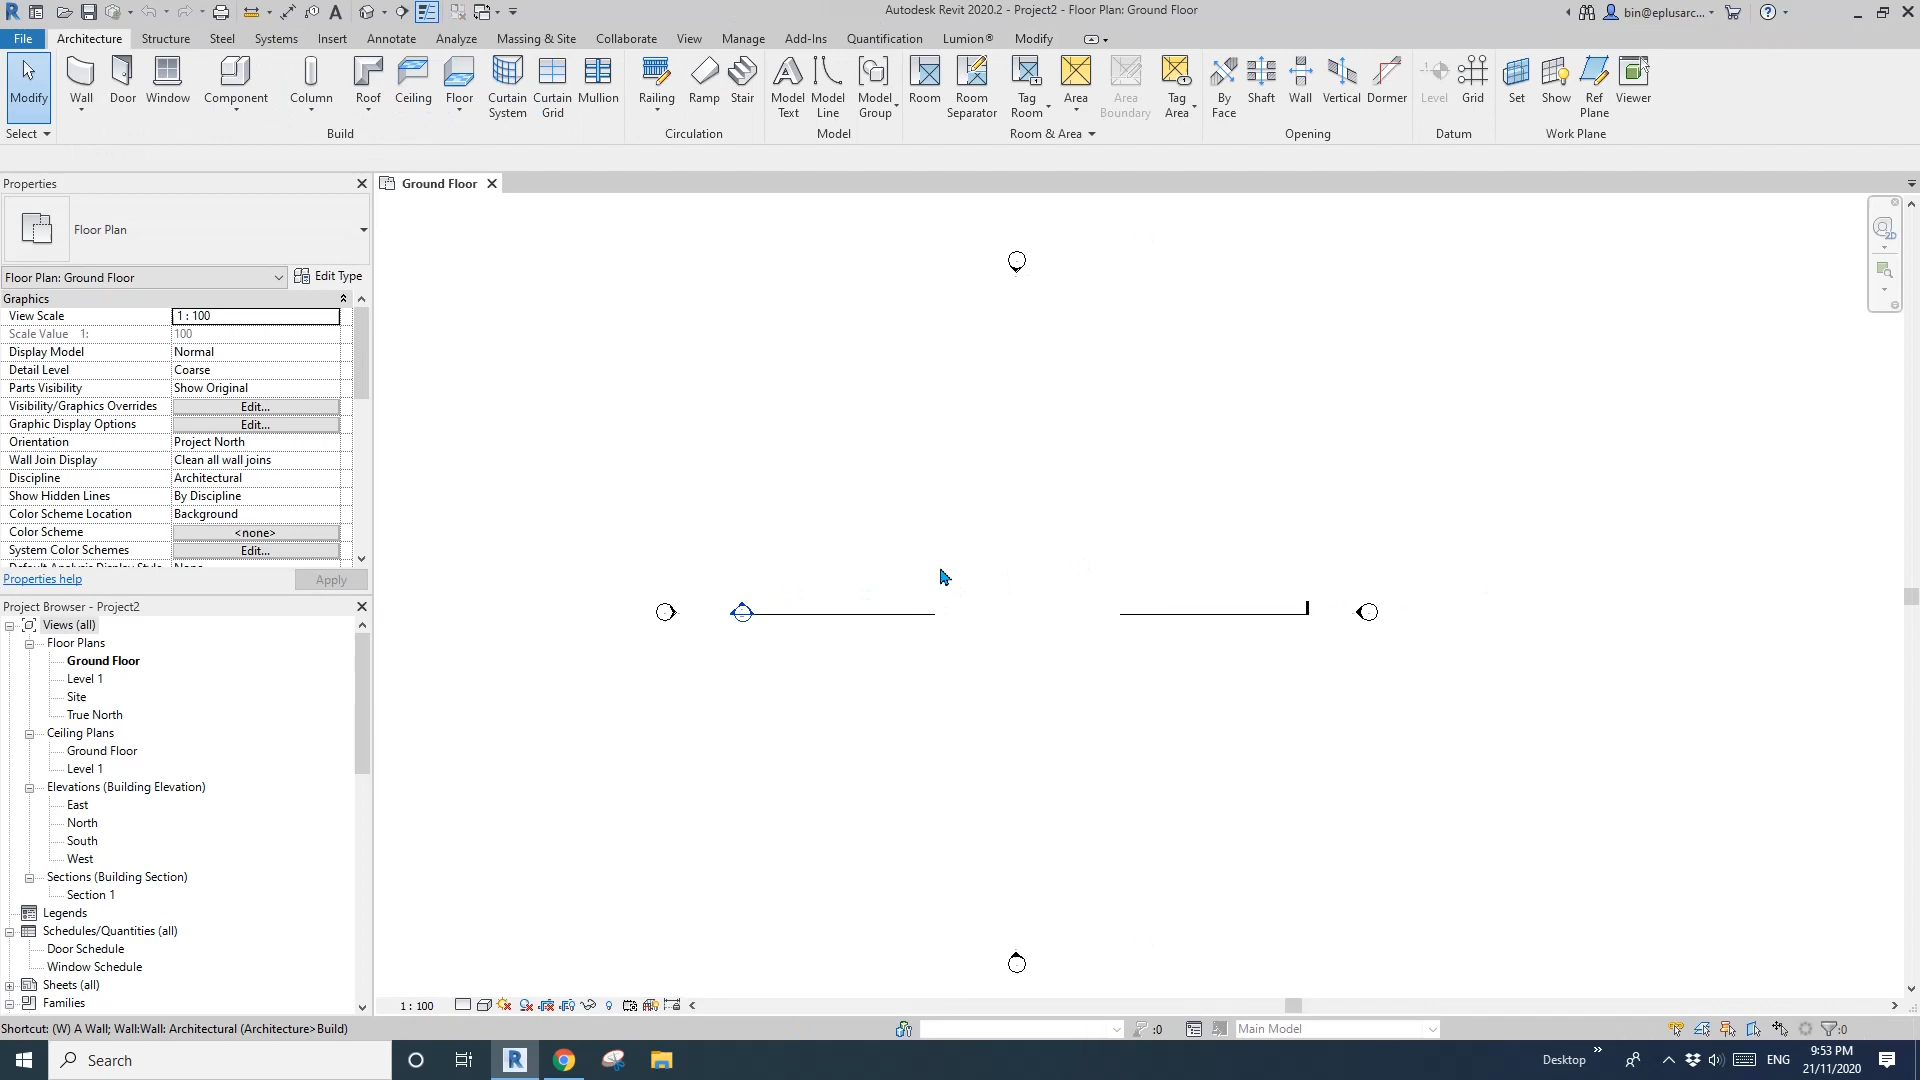 Autodesk Revit 2020.2 - Project2 - Floor Plan: Ground Floor
bin@eplusarc...
File Architecture Structure Steel Systems Insert Annotate Analyze Massing & Site Collaborate View Manage Add-Ins Quantification Lumion® Modify
Modify Wall Door Window Component Column Roof Ceiling Floor Curtain System Curtain Grid Mullion Railing Ramp Stair Model Text Model Line Model Group Room Room Separator Tag Room Area Area Boundary Tag Area By Face Shaft Wall Vertical Dormer Level Grid Set Show Ref Plane Viewer
Select Build Circulation Model Room & Area Opening Datum Work Plane
Properties
Ground Floor
Floor Plan
2D
Floor Plan: Ground Floor Edit Type
Graphics
View Scale 1 : 100
Scale Value 1: 100
Display Model Normal
Detail Level Coarse
Parts Visibility Show Original
Visibility/Graphics Overrides Edit...
Graphic Display Options Edit...
Orientation Project North
Wall Join Display Clean all wall joins
Discipline Architectural
Show Hidden Lines By Discipline
Color Scheme Location Background
Color Scheme <none>
System Color Schemes Edit...
Properties help Apply
Project Browser - Project2
Views (all)
Floor Plans
Ground Floor
Level 1
Site
True North
Ceiling Plans
Ground Floor
Level 1
Elevations (Building Elevation)
East
North
South
West
Sections (Building Section)
Section 1
Legends
Schedules/Quantities (all)
Door Schedule
Window Schedule
Sheets (all)
Families
1 : 100
Shortcut: (W) A Wall; Wall:Wall: Architectural (Architecture>Build)
:0
Main Model
:0
Search
Desktop
ENG
9:53 PM
21/11/2020